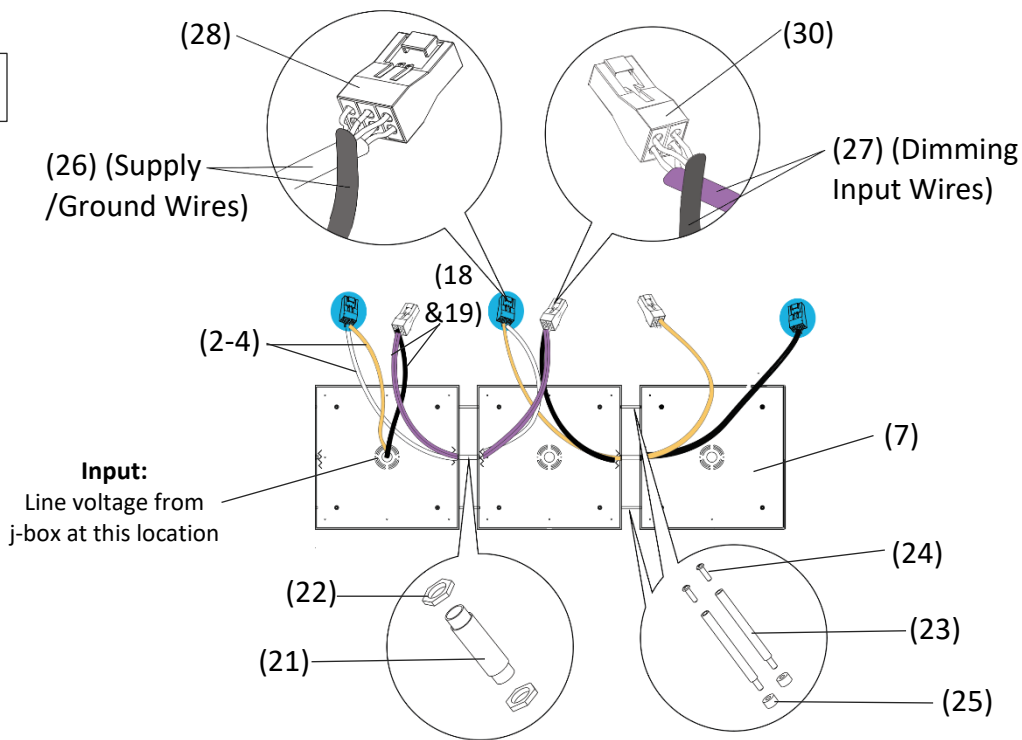 (28)
(30)
(26) (Supply
/Ground Wires)
(27) (Dimming
Input Wires)
(18
&19)
(2-4)
(7)
Input:
Line voltage from
j-box at this location
(22)
(21)
(24)
(23)
(25)